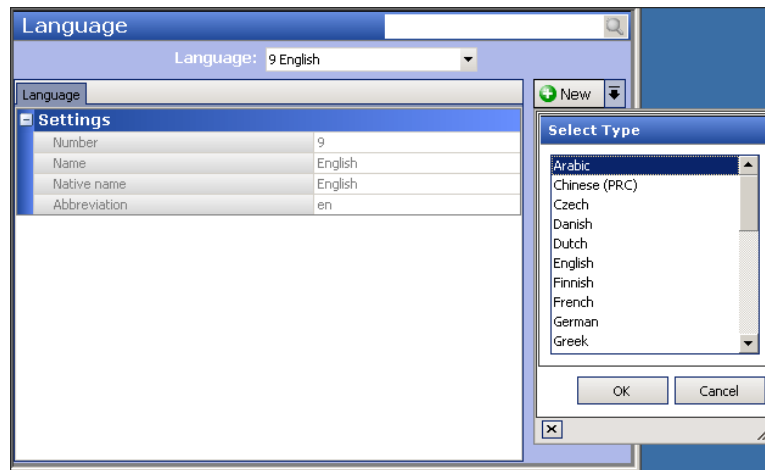 Language
Language: 9 English
Language
New
Settings
Number 9
Name English
Native name English
Abbreviation en
Select Type
Arabic
Chinese (PRC)
Czech
Danish
Dutch
English
Finnish
French
German
Greek
OK Cancel